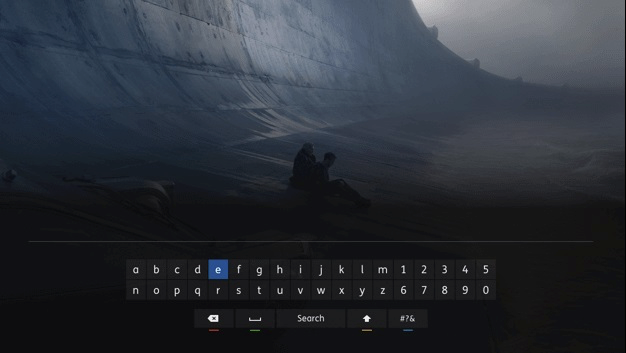 a b c d e f g h i j k l m 1 2 3 4 5
n o p q r s t u v w x y z 6 7 8 9 0
Search #?&